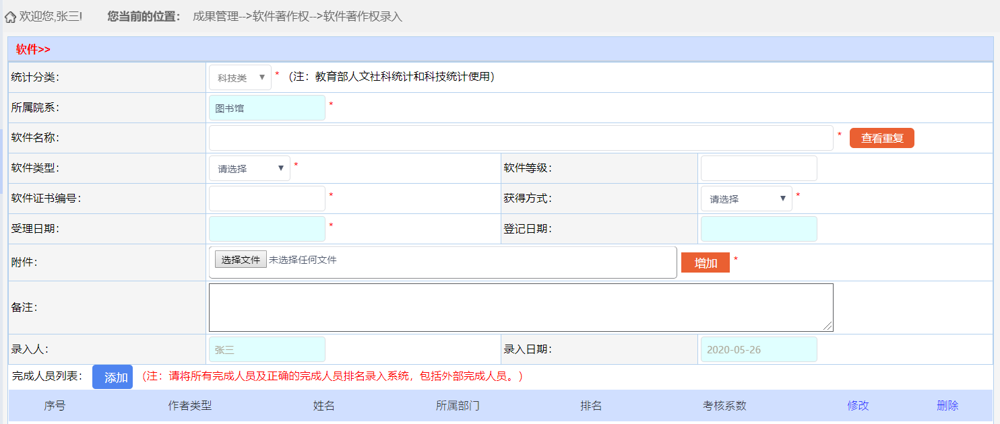 欢迎您,张三! 您当前的位置： 成果管理-->软件著作权-->软件著作权录入
软件>>
统计分类： 科技类 ▼ * （注：教育部人文社科统计和科技统计使用）
所属院系： 图书馆 *
软件名称： * 查看重复
软件类型： 请选择 ▼ * 软件等级：
软件证书编号： * 获得方式： 请选择 ▼ *
受理日期： * 登记日期：
附件： 选择文件 未选择任何文件 增加 *
备注：
录入人： 张三 录入日期： 2020-05-26
完成人员列表： 添加 （注：请将所有完成人员及正确的完成人员排名录入系统，包括外部完成人员。）
序号 作者类型 姓名 所属部门 排名 考核系数 修改 删除